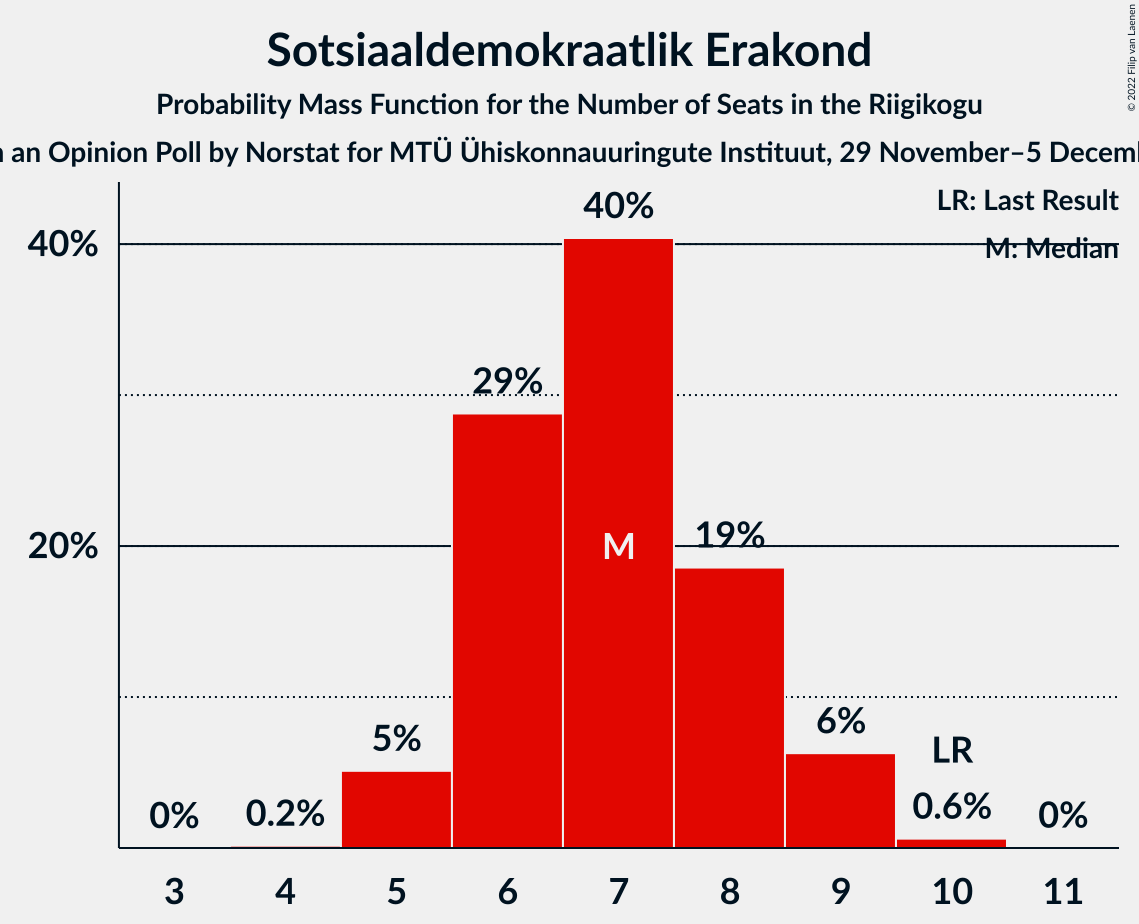 Sotsiaaldemokraatlik Erakond
Probability Mass Function for the Number of Seats in the Riigikogu
an Opinion Poll by Norstat for MTÜ Ühiskonnauuringute Instituut, 29 November–5
© 2022 Filip van Laenen
LR: Last Result
M: Median
40%
20%
0%
0.2%
5%
29%
40%
M
19%
6%
LR
0.6%
0%
3 4 5 6 7 8 9 10 11